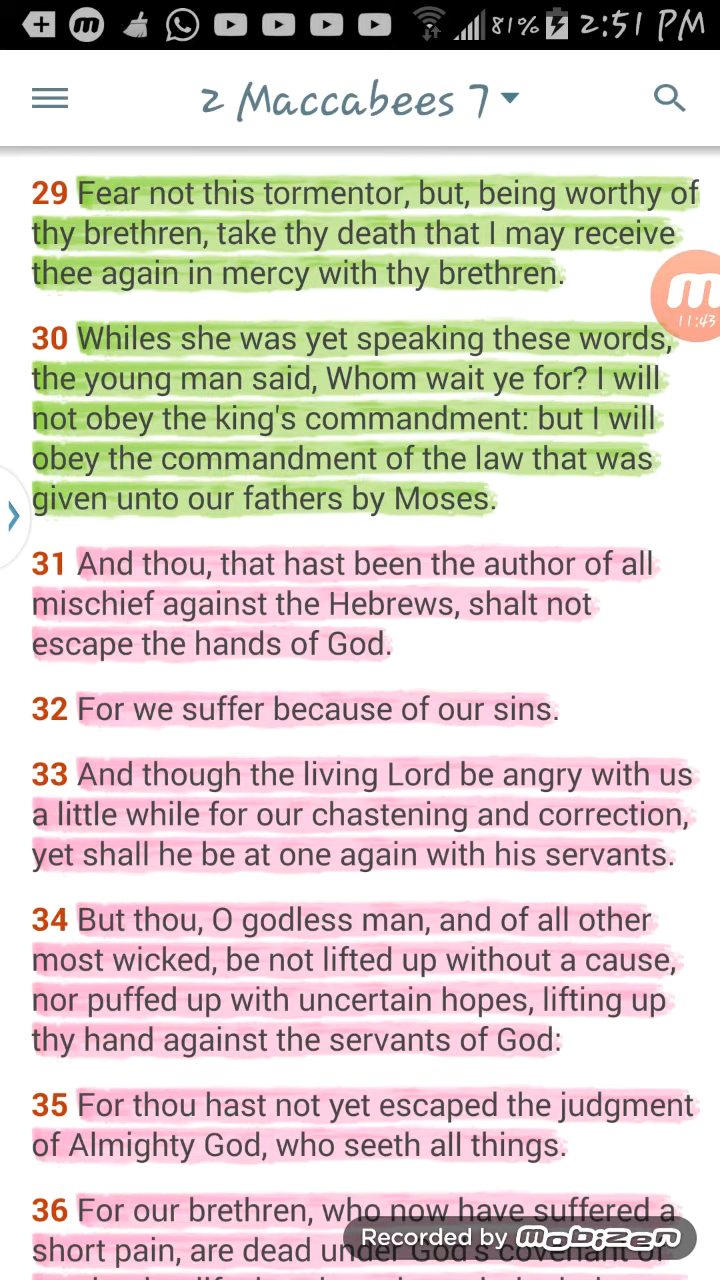 81% 2:51 PM
2 Maccabees 7
29 Fear not this tormentor, but, being worthy of
thy brethren, take thy death that I may receive
thee again in mercy with thy brethren.
m
11:43
30 Whiles she was yet speaking these words,
the young man said, Whom wait ye for? I will
not obey the king's commandment: but I will
obey the commandment of the law that was
given unto our fathers by Moses.
31 And thou, that hast been the author of all
mischief against the Hebrews, shalt not
escape the hands of God.
32 For we suffer because of our sins.
33 And though the living Lord be angry with us
a little while for our chastening and correction,
yet shall he be at one again with his servants.
34 But thou, O godless man, and of all other
most wicked, be not lifted up without a cause,
nor puffed up with uncertain hopes, lifting up
thy hand against the servants of God:
35 For thou hast not yet escaped the judgment
of Almighty God, who seeth all things.
36 For our brethren, who now have suffered a
short pain, are dead under God's covenant of
Recorded by mobizen